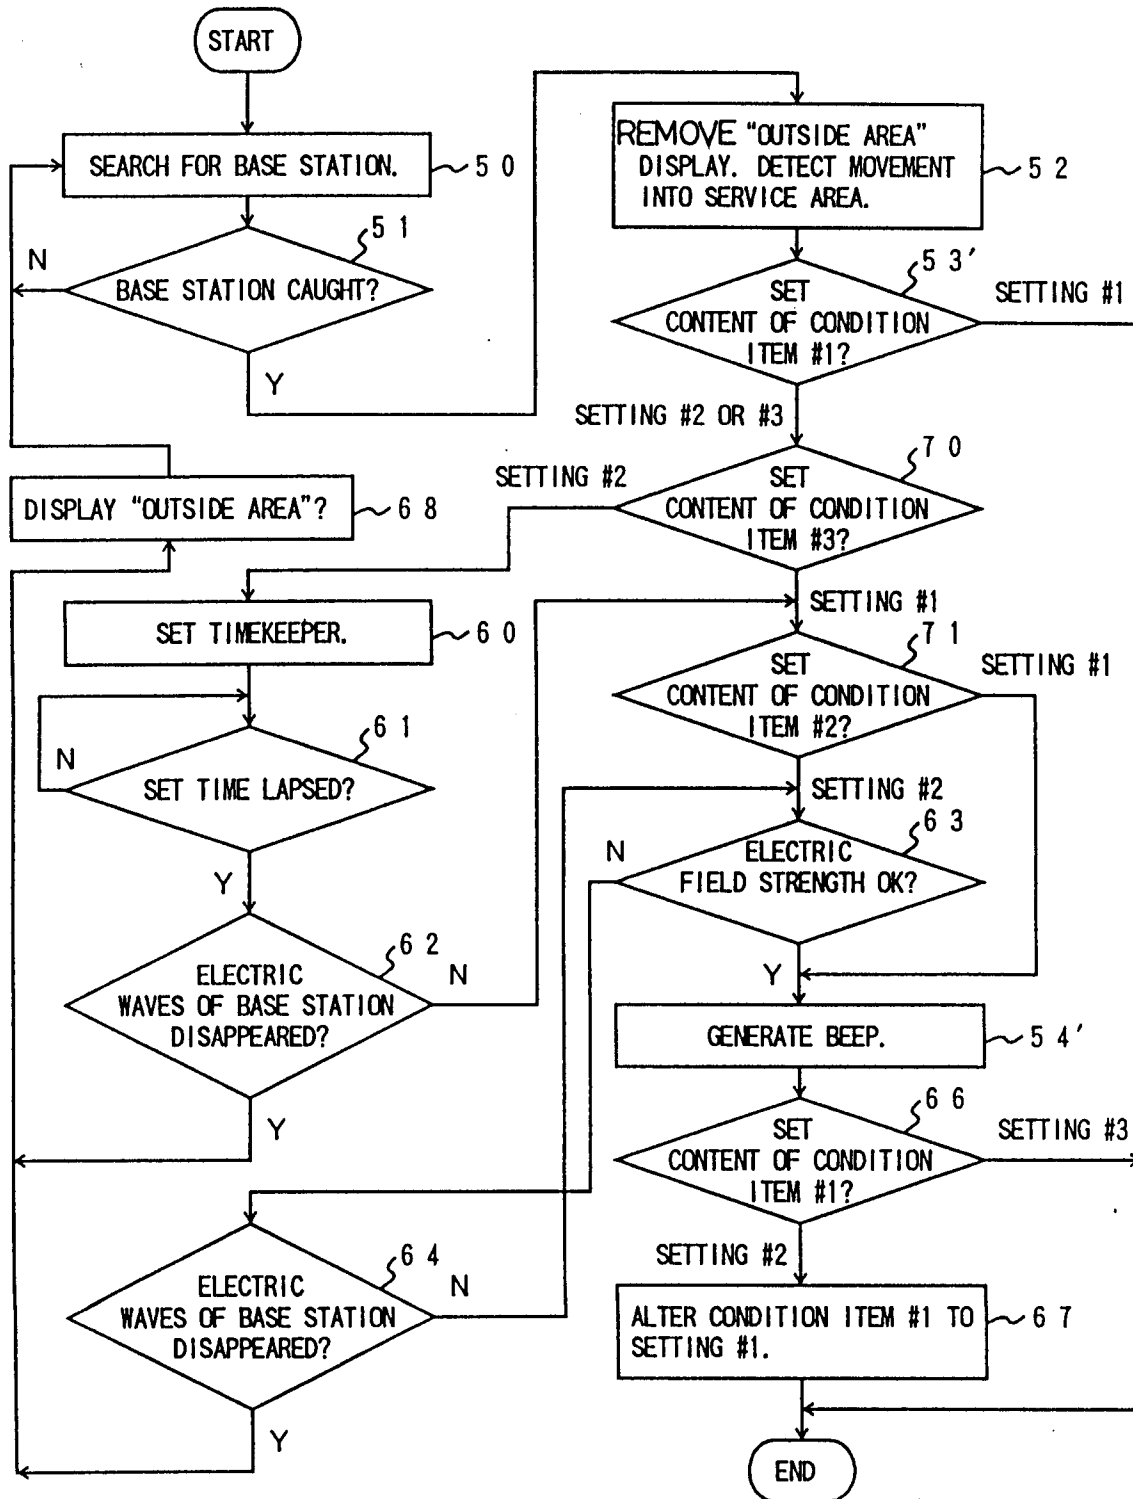 START
SEARCH FOR BASE STATION.
50
51
N
BASE STATION CAUGHT?
Y
REMOVE "OUTSIDE AREA"
DISPLAY. DETECT MOVEMENT
INTO SERVICE AREA.
52
53'
SET
CONTENT OF CONDITION
ITEM #1?
SETTING #1
SETTING #2 OR #3
70
SETTING #2
SET
CONTENT OF CONDITION
ITEM #3?
DISPLAY "OUTSIDE AREA"?
68
SETTING #1
SET TIMEKEEPER.
60
71
SET
CONTENT OF CONDITION
ITEM #2?
SETTING #1
61
N
SET TIME LAPSED?
Y
SETTING #2
63
N
ELECTRIC
FIELD STRENGTH OK?
Y
62
ELECTRIC
WAVES OF BASE STATION
DISAPPEARED?
N
Y
GENERATE BEEP.
54'
66
SET
CONTENT OF CONDITION
ITEM #1?
SETTING #3
SETTING #2
64
ELECTRIC
WAVES OF BASE STATION
DISAPPEARED?
N
Y
ALTER CONDITION ITEM #1 TO
SETTING #1.
67
END